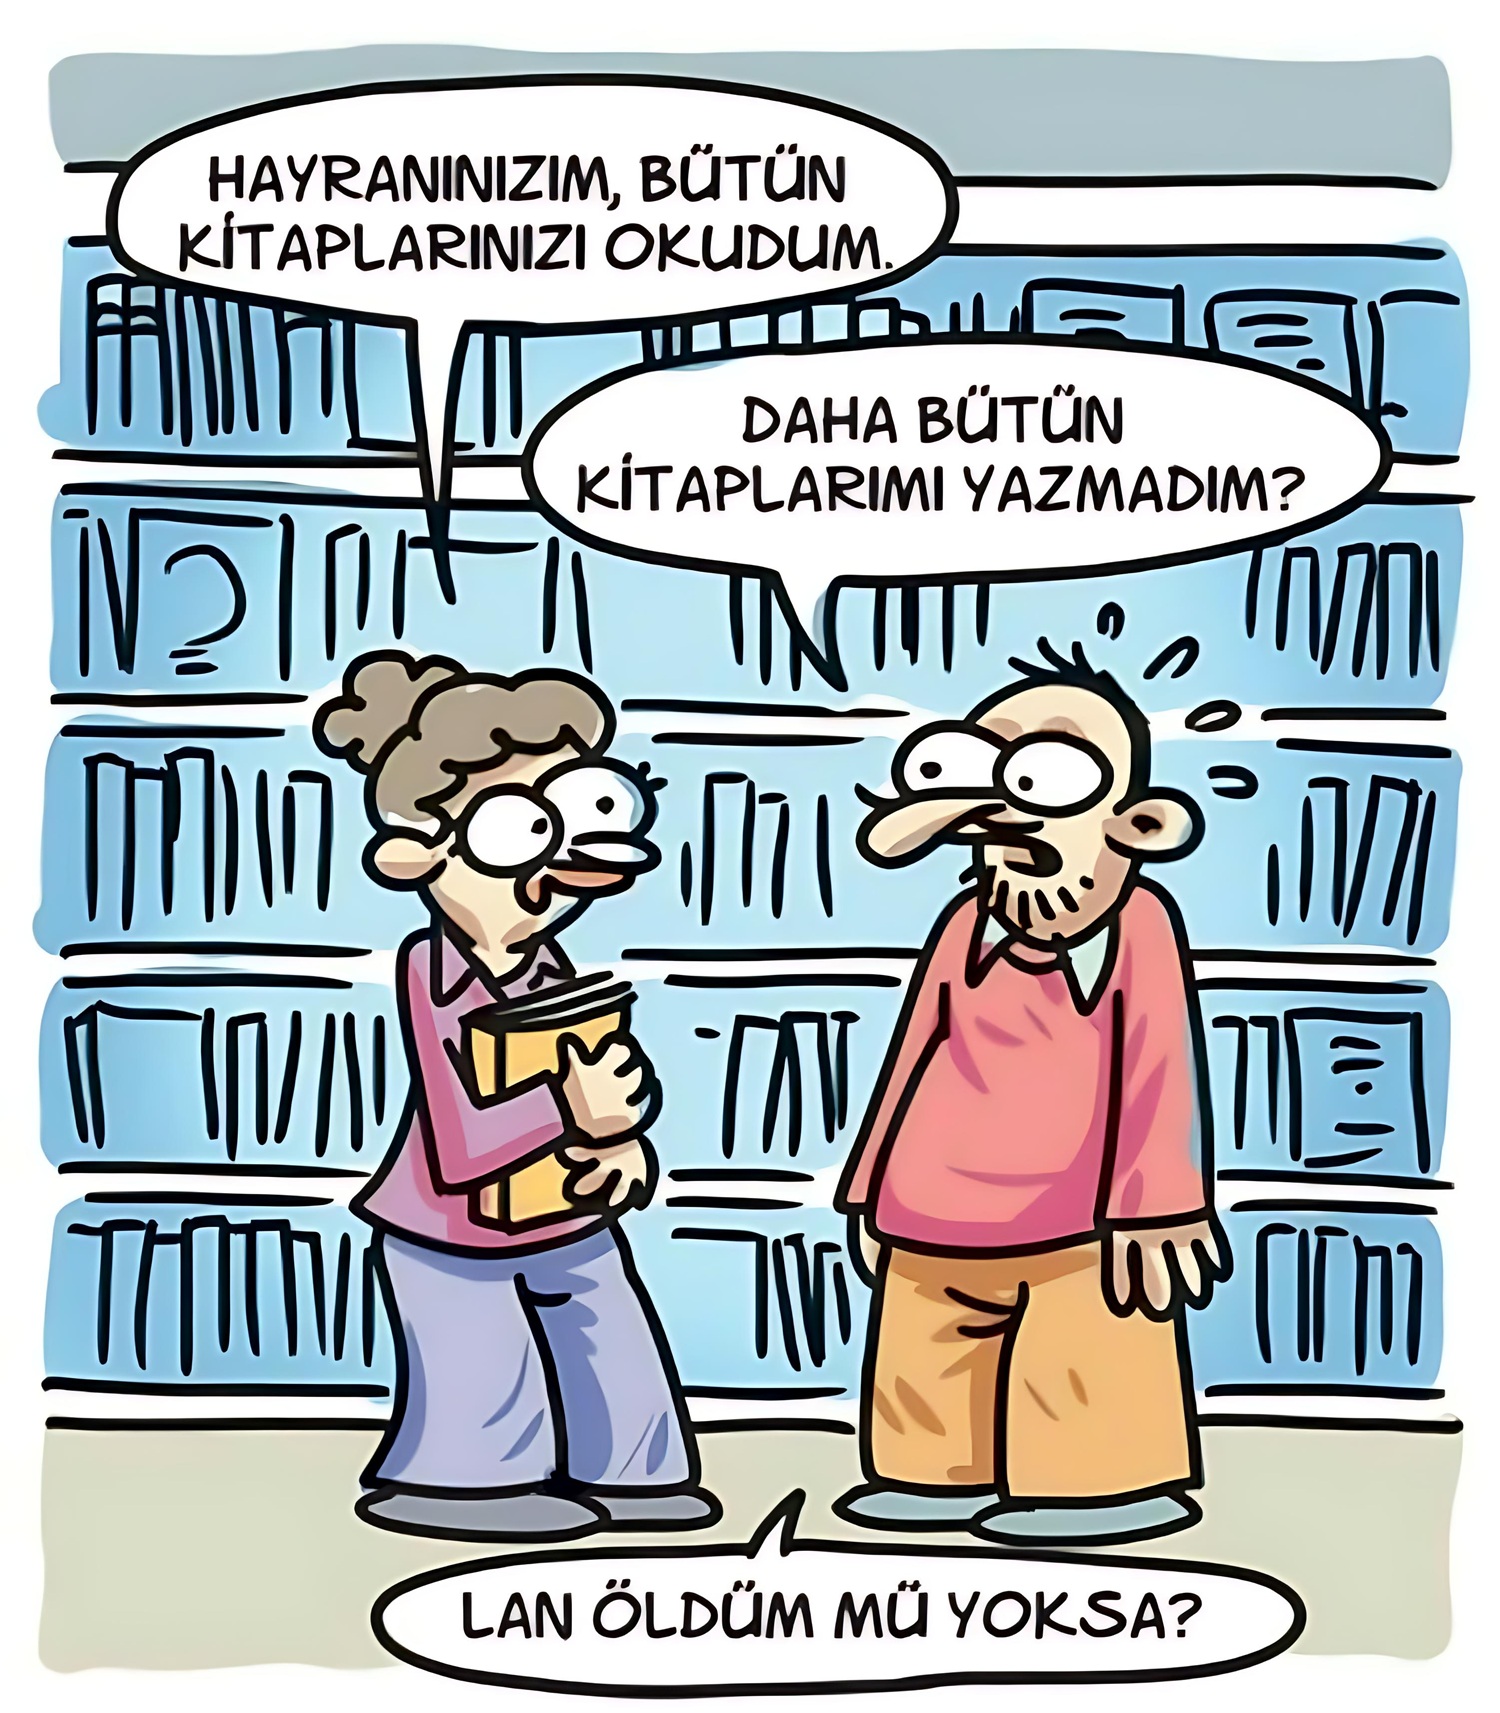 HAYRANINIZIM, BÜTÜN
KİTAPLARINIZI OKUDUM.
DAHA BÜTÜN
KİTAPLARIMI YAZMADIM?
LAN ÖLDÜM MÜ YOKSA?